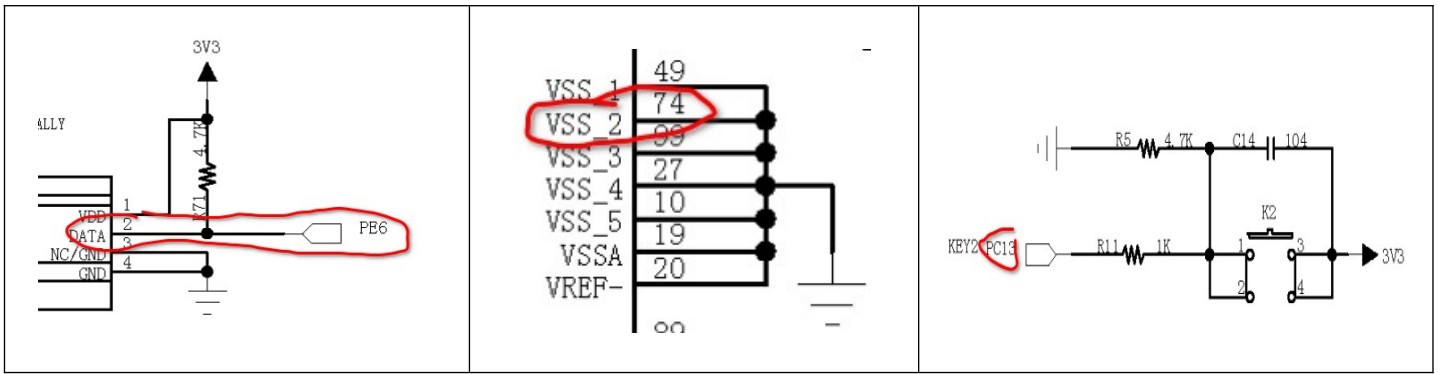 3V3
ALLY
4.7K
R71
1
VDD
2
DATA
PE6
3
NC/GND
4
GND
VSS_1 49
VSS_2 74
VSS_3 99
VSS_4 27
VSS_5 10
VSSA 19
VREF- 20
R5 4.7K C14 104
K2
KEY2 PC13 R11 1K 1 3 3V3
2 4